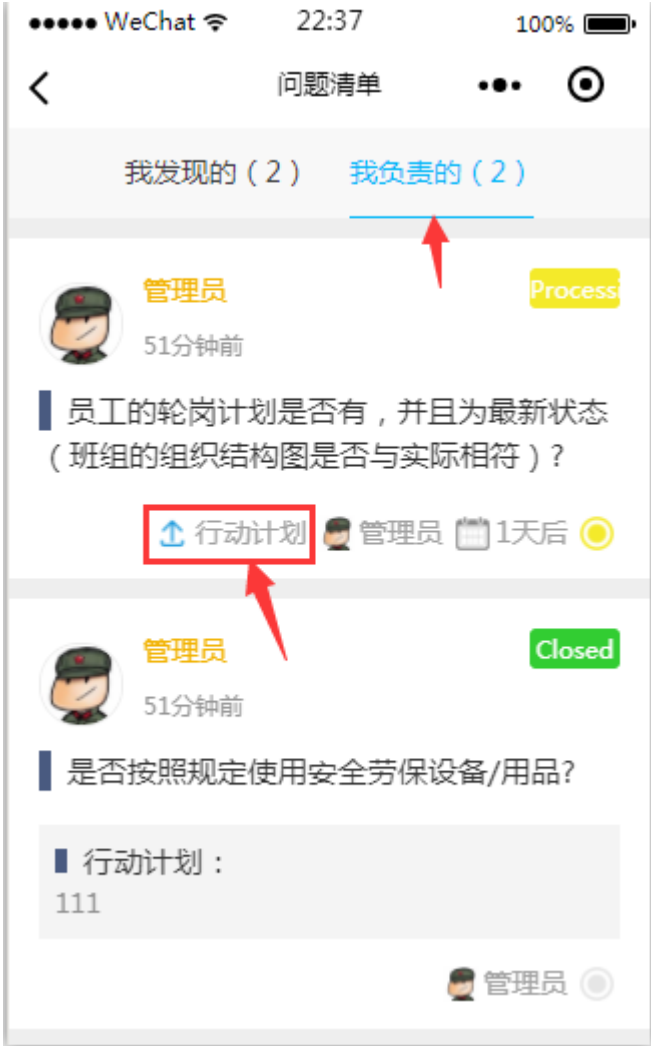 WeChat 22:37 100%
问题清单
我发现的（2） 我负责的（2）
管理员 Processi
51分钟前
员工的轮岗计划是否有，并且为最新状态
（班组的组织结构图是否与实际相符）?
行动计划 管理员 1天后
管理员 Closed
51分钟前
是否按照规定使用安全劳保设备/用品?
行动计划：
111
管理员